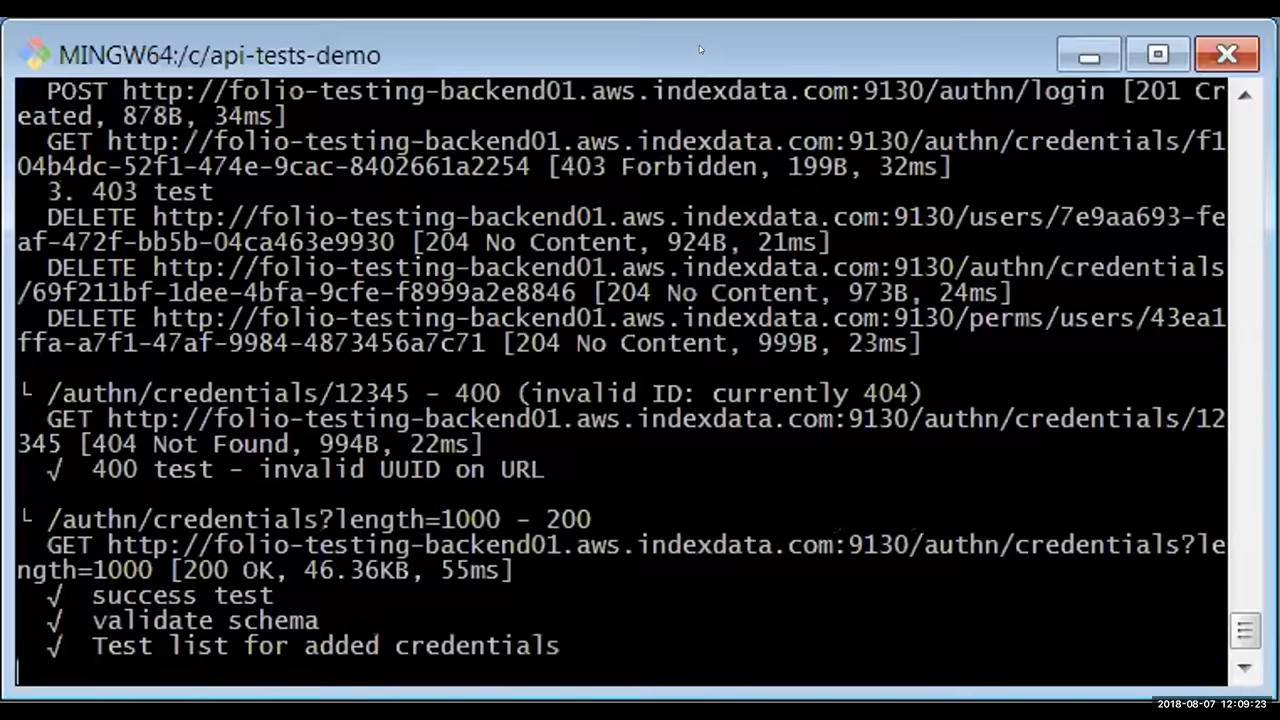 MINGW64:/c/api-tests-demo
POST http://folio-testing-backend01.aws.indexdata.com:9130/authn/login [201 Cr
eated, 878B, 34ms]
GET http://folio-testing-backend01.aws.indexdata.com:9130/authn/credentials/f1
04b4dc-52f1-474e-9cac-8402661a2254 [403 Forbidden, 199B, 32ms]
3. 403 test
DELETE http://folio-testing-backend01.aws.indexdata.com:9130/users/7e9aa693-fe
af-472f-bb5b-04ca463e9930 [204 No Content, 924B, 21ms]
DELETE http://folio-testing-backend01.aws.indexdata.com:9130/authn/credentials
/69f211bf-1dee-4bfa-9cfe-f8999a2e8846 [204 No Content, 973B, 24ms]
DELETE http://folio-testing-backend01.aws.indexdata.com:9130/perms/users/43ea1
ffa-a7f1-47af-9984-4873456a7c71 [204 No Content, 999B, 23ms]
└ /authn/credentials/12345 - 400 (invalid ID: currently 404)
GET http://folio-testing-backend01.aws.indexdata.com:9130/authn/credentials/12
345 [404 Not Found, 994B, 22ms]
√ 400 test - invalid UUID on URL
└ /authn/credentials?length=1000 - 200
GET http://folio-testing-backend01.aws.indexdata.com:9130/authn/credentials?le
ngth=1000 [200 OK, 46.36KB, 55ms]
√ success test
√ validate schema
√ Test list for added credentials
2018-08-07 12:09:23